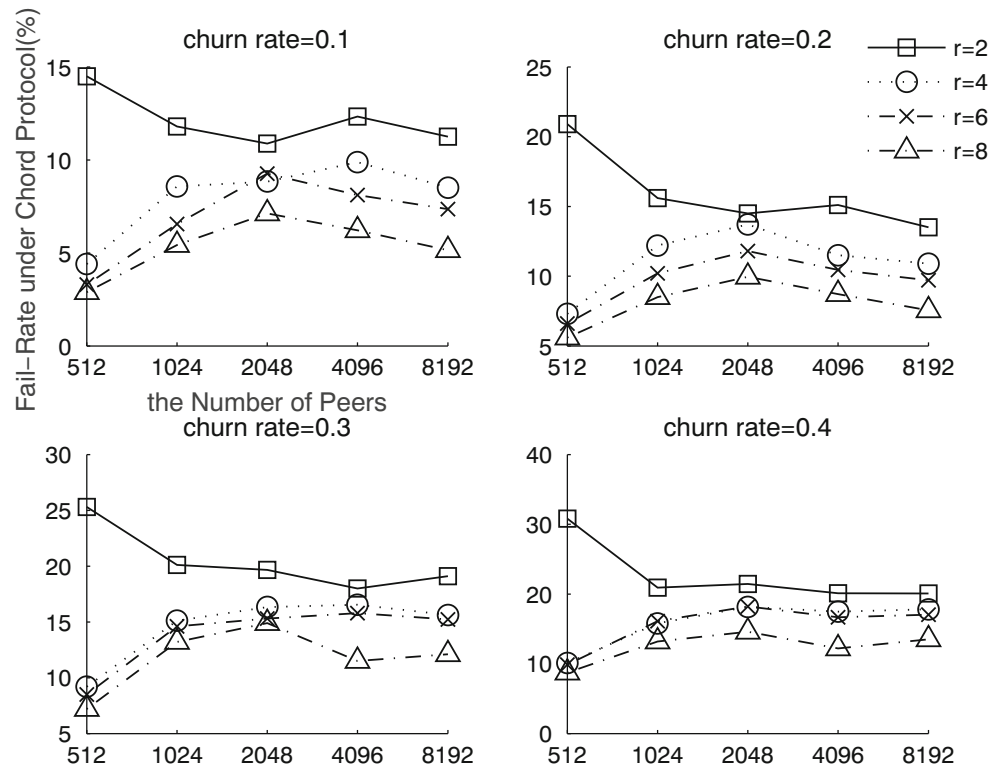 churn rate=0.1
churn rate=0.2
r=2
r=4
r=6
r=8
Fail-Rate under Chord Protocol(%)
15
10
5
0
512 1024 2048 4096 8192
the Number of Peers
25
20
15
10
5
512 1024 2048 4096 8192
churn rate=0.3
30
25
20
15
10
5
512 1024 2048 4096 8192
churn rate=0.4
40
30
20
10
0
512 1024 2048 4096 8192